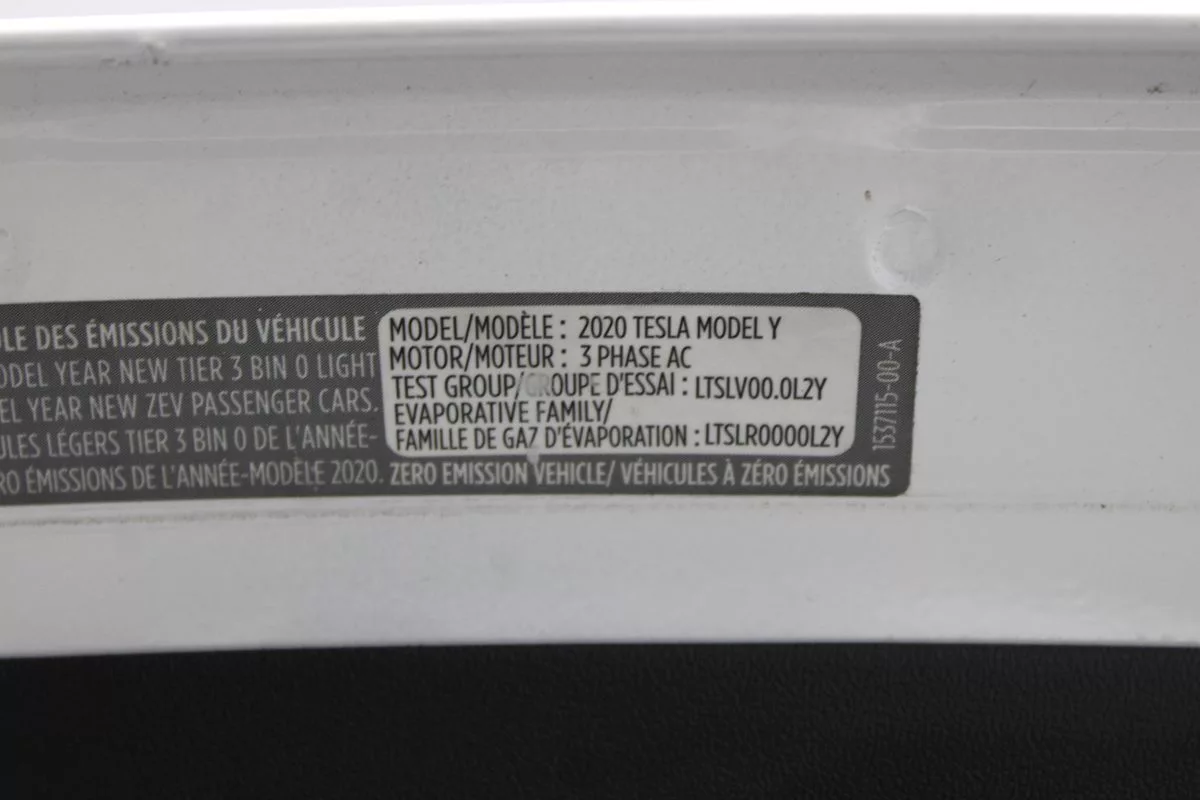 LE DES ÉMISSIONS DU VÉHICULE
ODEL YEAR NEW TIER 3 BIN 0 LIGHT
EL YEAR NEW ZEV PASSENGER CARS.
ULES LÉGERS TIER 3 BIN 0 DE L'ANNÉE-
RO ÉMISSIONS DE L'ANNÉE-MODÈLE 2020.
MODEL/MODÈLE : 2020 TESLA MODEL Y
MOTOR/MOTEUR : 3 PHASE AC
TEST GROUP/GROUPE D'ESSAI : LTSLV00.0L2Y
EVAPORATIVE FAMILY/
FAMILLE DE GAZ D'ÉVAPORATION : LTSLR0000L2Y
ZERO EMISSION VEHICLE/ VÉHICULES À ZÉRO ÉMISSIONS
1537115-00-A